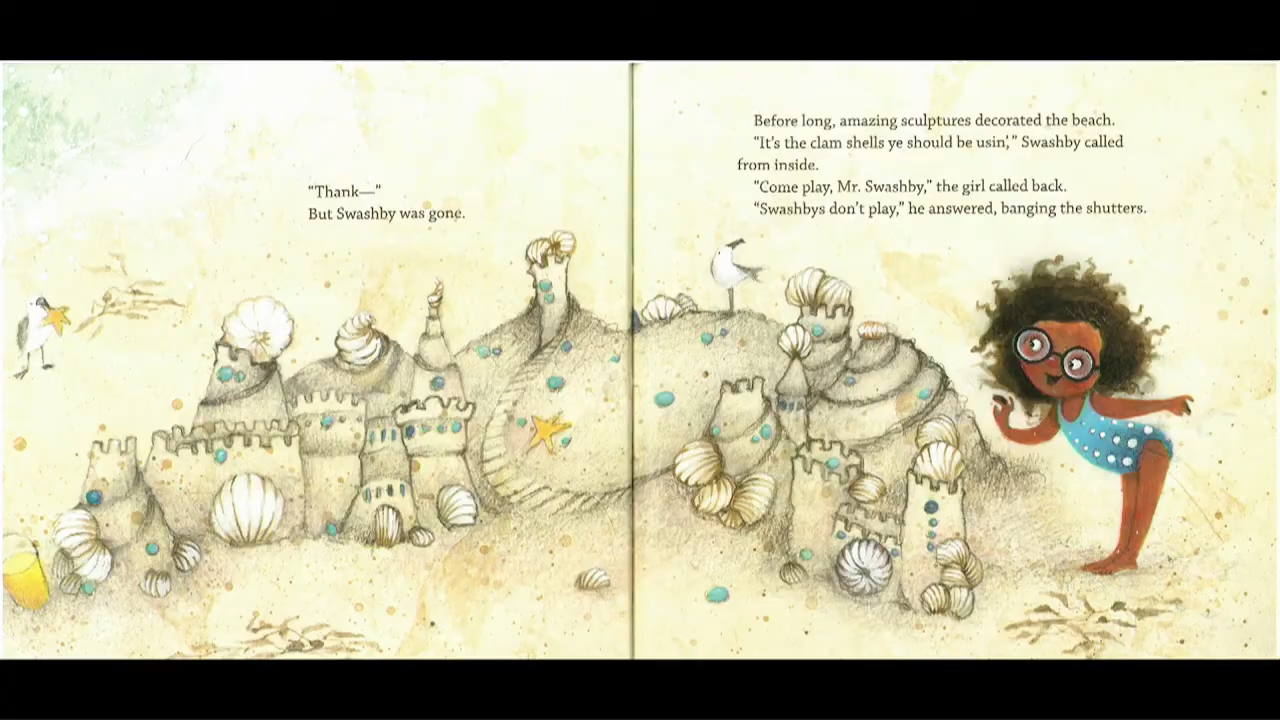 “Thank—”
But Swashby was gone.
Before long, amazing sculptures decorated the beach.
“It’s the clam shells ye should be usin’,” Swashby called
from inside.
“Come play, Mr. Swashby,” the girl called back.
“Swashbys don’t play,” he answered, banging the shutters.